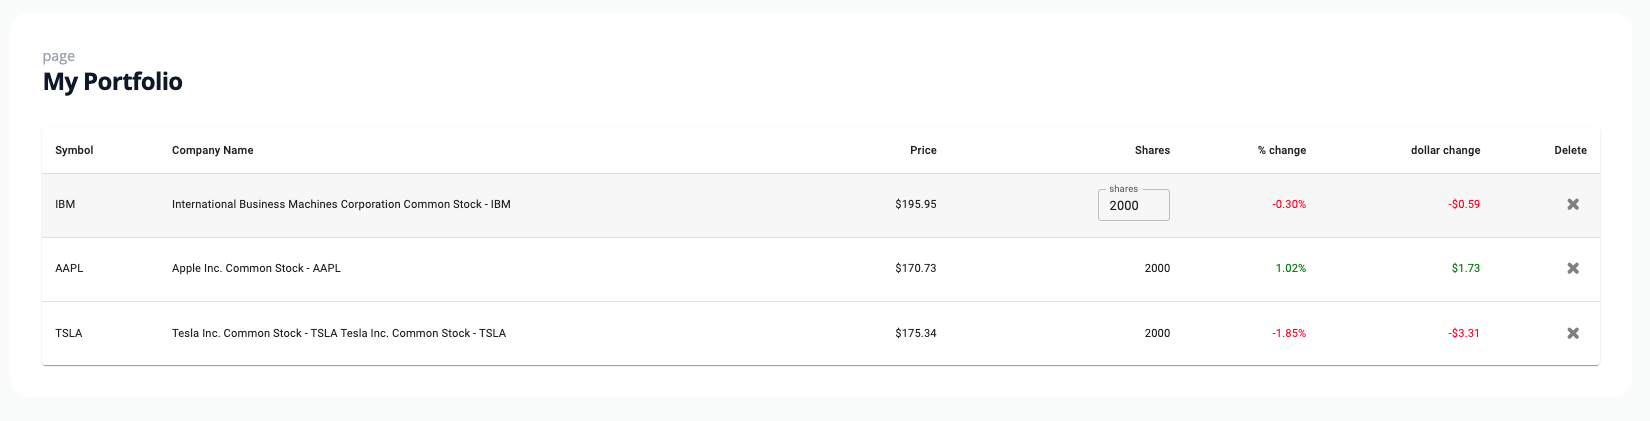 page
My Portfolio
Symbol Company Name Price Shares % change dollar change Delete
IBM International Business Machines Corporation Common Stock - IBM $195.95 shares 2000 -0.30% -$0.59
AAPL Apple Inc. Common Stock - AAPL $170.73 2000 1.02% $1.73
TSLA Tesla Inc. Common Stock - TSLA Tesla Inc. Common Stock - TSLA $175.34 2000 -1.85% -$3.31